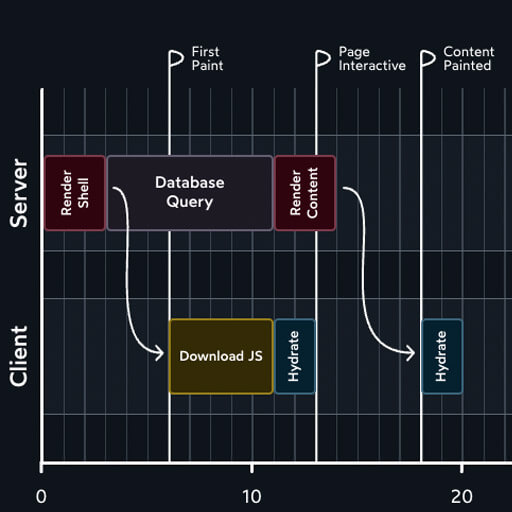 First
Paint
Page
Interactive
Content
Painted
Server
Render
Shell
Database
Query
Render
Content
Client
Download JS
Hydrate
Hydrate
0
10
20